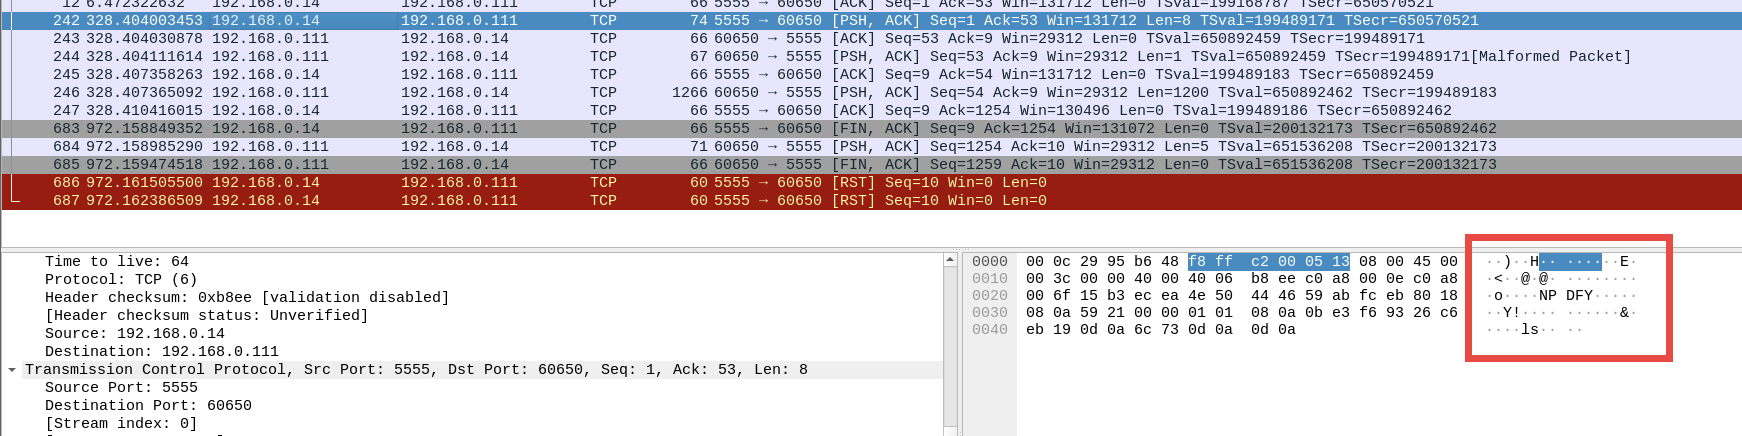 12 6.472322632 192.168.0.14 192.168.0.111 TCP 66 5555 → 60650 [ACK] Seq=1 Ack=53 Win=131712 Len=0 TSval=199168787 TSecr=650570521
242 328.404003453 192.168.0.14 192.168.0.111 TCP 74 5555 → 60650 [PSH, ACK] Seq=1 Ack=53 Win=131712 Len=8 TSval=199489171 TSecr=650570521
243 328.404030878 192.168.0.111 192.168.0.14 TCP 66 60650 → 5555 [ACK] Seq=53 Ack=9 Win=29312 Len=0 TSval=650892459 TSecr=199489171
244 328.404111614 192.168.0.111 192.168.0.14 TCP 67 60650 → 5555 [PSH, ACK] Seq=53 Ack=9 Win=29312 Len=1 TSval=650892459 TSecr=199489171[Malformed Packet]
245 328.407358263 192.168.0.14 192.168.0.111 TCP 66 5555 → 60650 [ACK] Seq=9 Ack=54 Win=131712 Len=0 TSval=199489183 TSecr=650892459
246 328.407365092 192.168.0.111 192.168.0.14 TCP 1266 60650 → 5555 [PSH, ACK] Seq=54 Ack=9 Win=29312 Len=1200 TSval=650892462 TSecr=199489183
247 328.410416015 192.168.0.14 192.168.0.111 TCP 66 5555 → 60650 [ACK] Seq=9 Ack=1254 Win=130496 Len=0 TSval=199489186 TSecr=650892462
683 972.158849352 192.168.0.14 192.168.0.111 TCP 66 5555 → 60650 [FIN, ACK] Seq=9 Ack=1254 Win=131072 Len=0 TSval=200132173 TSecr=650892462
684 972.158985290 192.168.0.111 192.168.0.14 TCP 71 60650 → 5555 [PSH, ACK] Seq=1254 Ack=10 Win=29312 Len=5 TSval=651536208 TSecr=200132173
685 972.159474518 192.168.0.111 192.168.0.14 TCP 66 60650 → 5555 [FIN, ACK] Seq=1259 Ack=10 Win=29312 Len=0 TSval=651536208 TSecr=200132173
686 972.161505500 192.168.0.14 192.168.0.111 TCP 60 5555 → 60650 [RST] Seq=10 Win=0 Len=0
687 972.162386509 192.168.0.14 192.168.0.111 TCP 60 5555 → 60650 [RST] Seq=10 Win=0 Len=0
Time to live: 64
Protocol: TCP (6)
Header checksum: 0xb8ee [validation disabled]
[Header checksum status: Unverified]
Source: 192.168.0.14
Destination: 192.168.0.111
Transmission Control Protocol, Src Port: 5555, Dst Port: 60650, Seq: 1, Ack: 53, Len: 8
Source Port: 5555
Destination Port: 60650
[Stream index: 0]
0000 00 0c 29 95 b6 48 f8 ff c2 00 05 13 08 00 45 00 ··)··H·· ······E·
0010 00 3c 00 00 40 00 40 06 b8 ee c0 a8 00 0e c0 a8 ·<··@·@· ········
0020 00 6f 15 b3 ec ea 4e 50 44 46 59 ab fc eb 80 18 ·o····NP DFY·····
0030 08 0a 59 21 00 00 01 01 08 0a 0b e3 f6 93 26 c6 ··Y!···· ······&·
0040 eb 19 0d 0a 6c 73 0d 0a 0d 0a ····ls·· ··